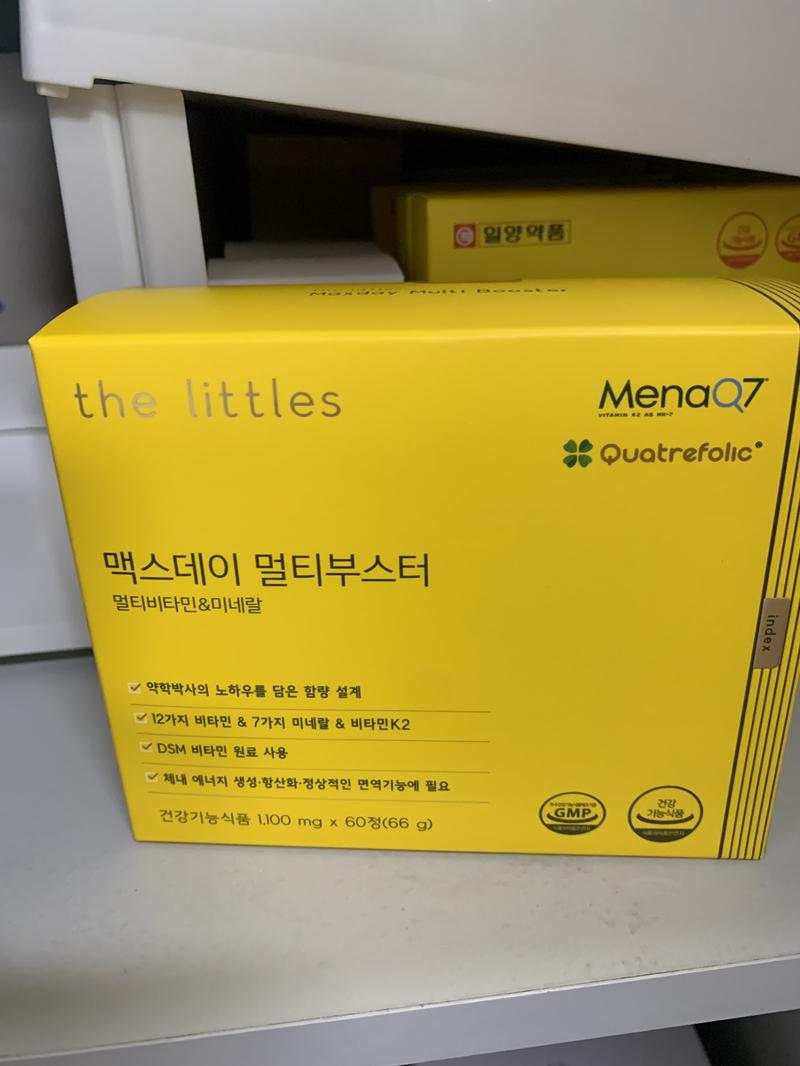 일양약품
Maxday Multi Booster
the littles
MenaQ7
VITAMIN K2 AS MK-7
Quatrefolic®
맥스데이 멀티부스터
멀티비타민&미네랄
index
약학박사의 노하우를 담은 함량 설계
12가지 비타민 & 7가지 미네랄 & 비타민K2
DSM 비타민 원료 사용
체내 에너지 생성·항산화·정상적인 면역기능에 필요
건강기능식품 1,100 mg x 60정(66 g)
GMP
건강
기능식품